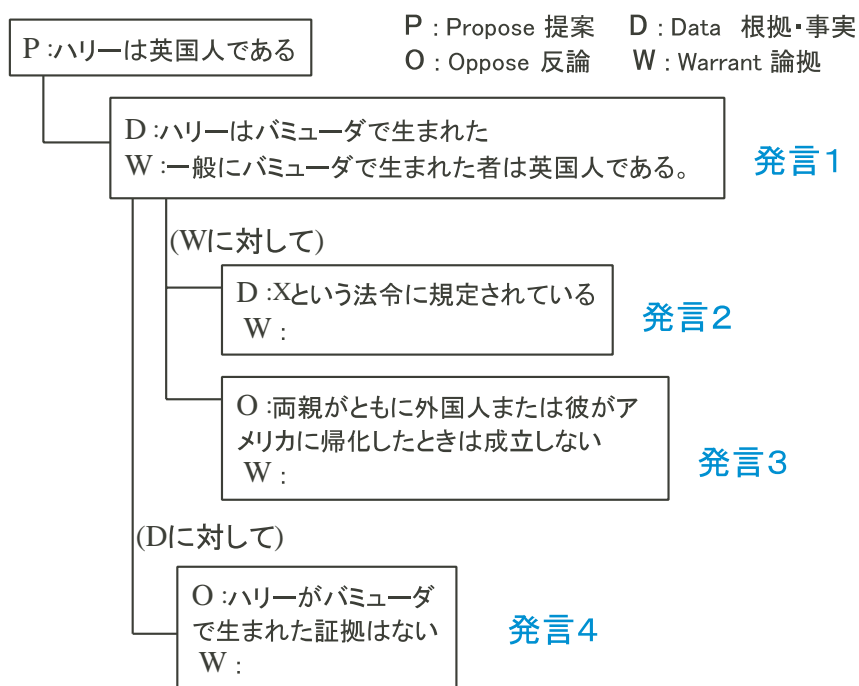 P : Propose 提案　D : Data 根拠・事実
O : Oppose 反論　W : Warrant 論拠
P :ハリーは英国人である
D :ハリーはバミューダで生まれた
W :一般にバミューダで生まれた者は英国人である。
発言1
(Wに対して)
D :Xという法令に規定されている
W :
発言2
O :両親がともに外国人または彼がア
メリカに帰化したときは成立しない
W :
発言3
(Dに対して)
O :ハリーがバミューダ
で生まれた証拠はない
W :
発言4